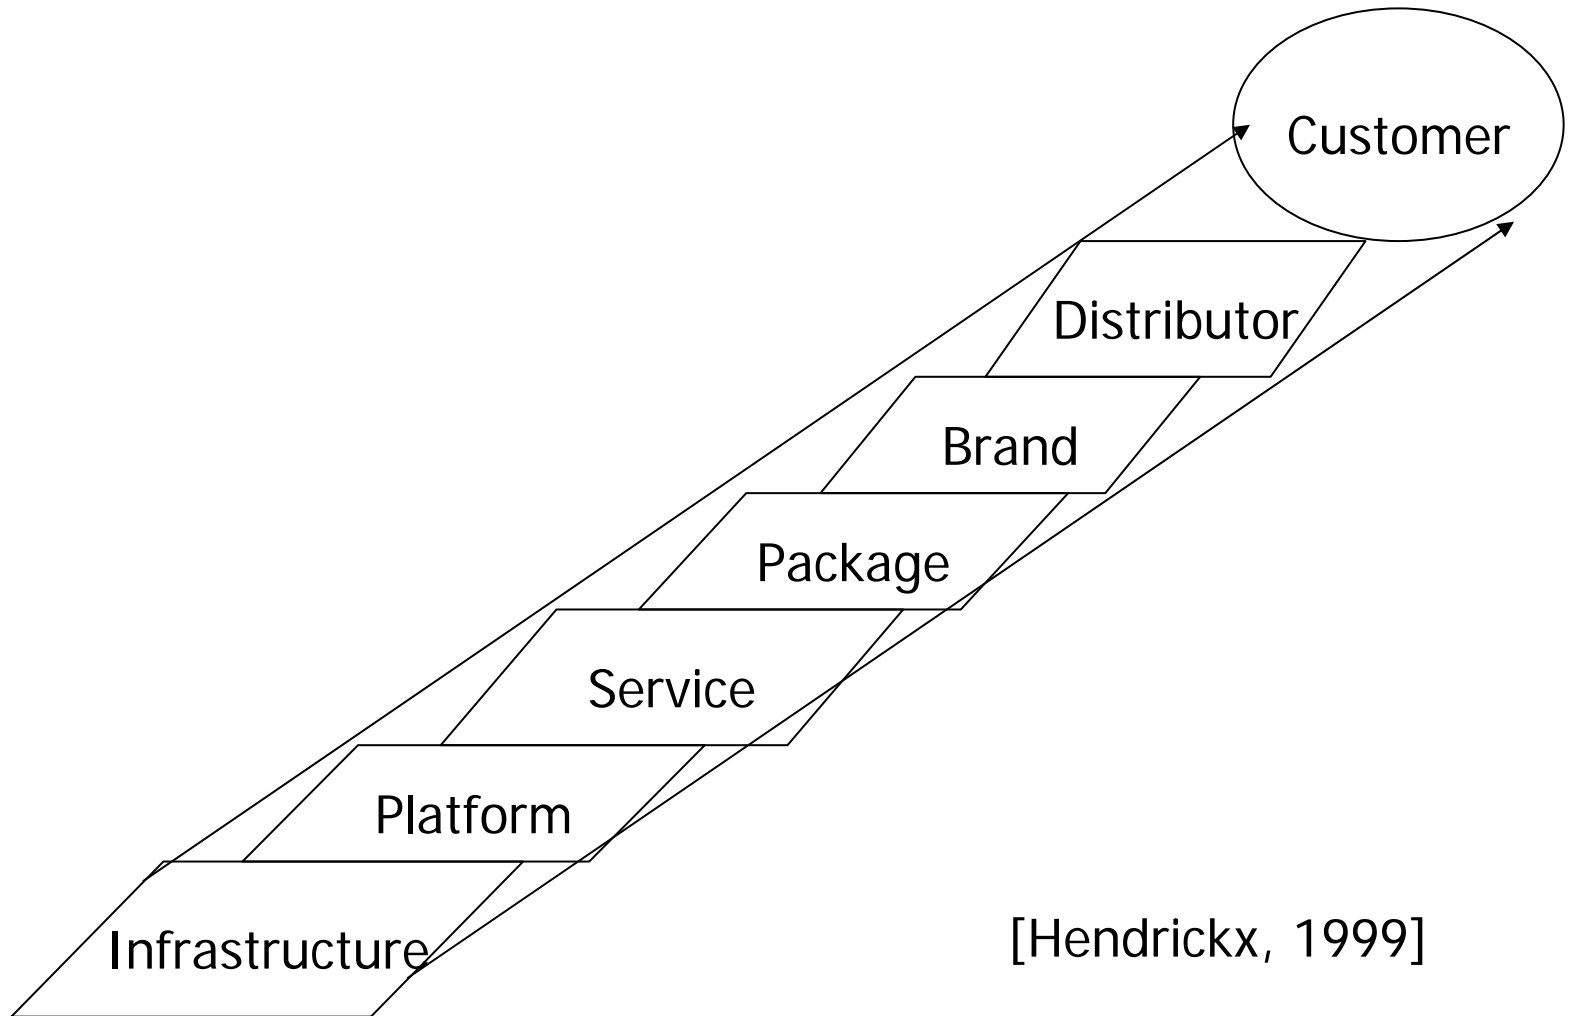 Customer
Distributor
Brand
Package
Service
Platform
Infrastructure
[Hendrickx, 1999]